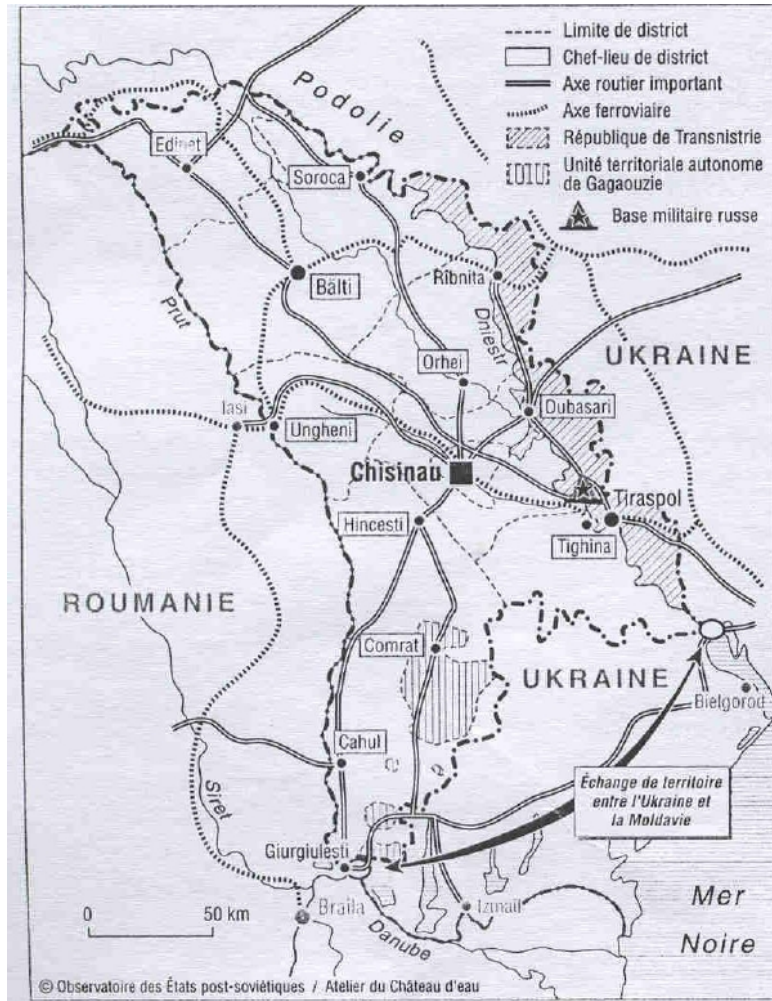 Limite de district
Chef-lieu de district
Axe routier important
Axe ferroviaire
République de Transnistrie
Unité territoriale autonome
de Gagaouzie
Base militaire russe
Podolie
Edinet
Soroca
Bälti
Rîbnita
Prut
Dniestr
UKRAINE
Orhei
Iasi
Ungheni
Dubasari
Chisinau
Tiraspol
Hincesti
Tighina
ROUMANIE
Comrat
UKRAINE
Bielgorod
Cahul
Échange de territoire
entre l'Ukraine et
la Moldavie
Siret
Giurgiulesti
Mer
Noire
0 50 km
Braila
Izmail
Danube
© Observatoire des États post-soviétiques / Atelier du Château d'eau